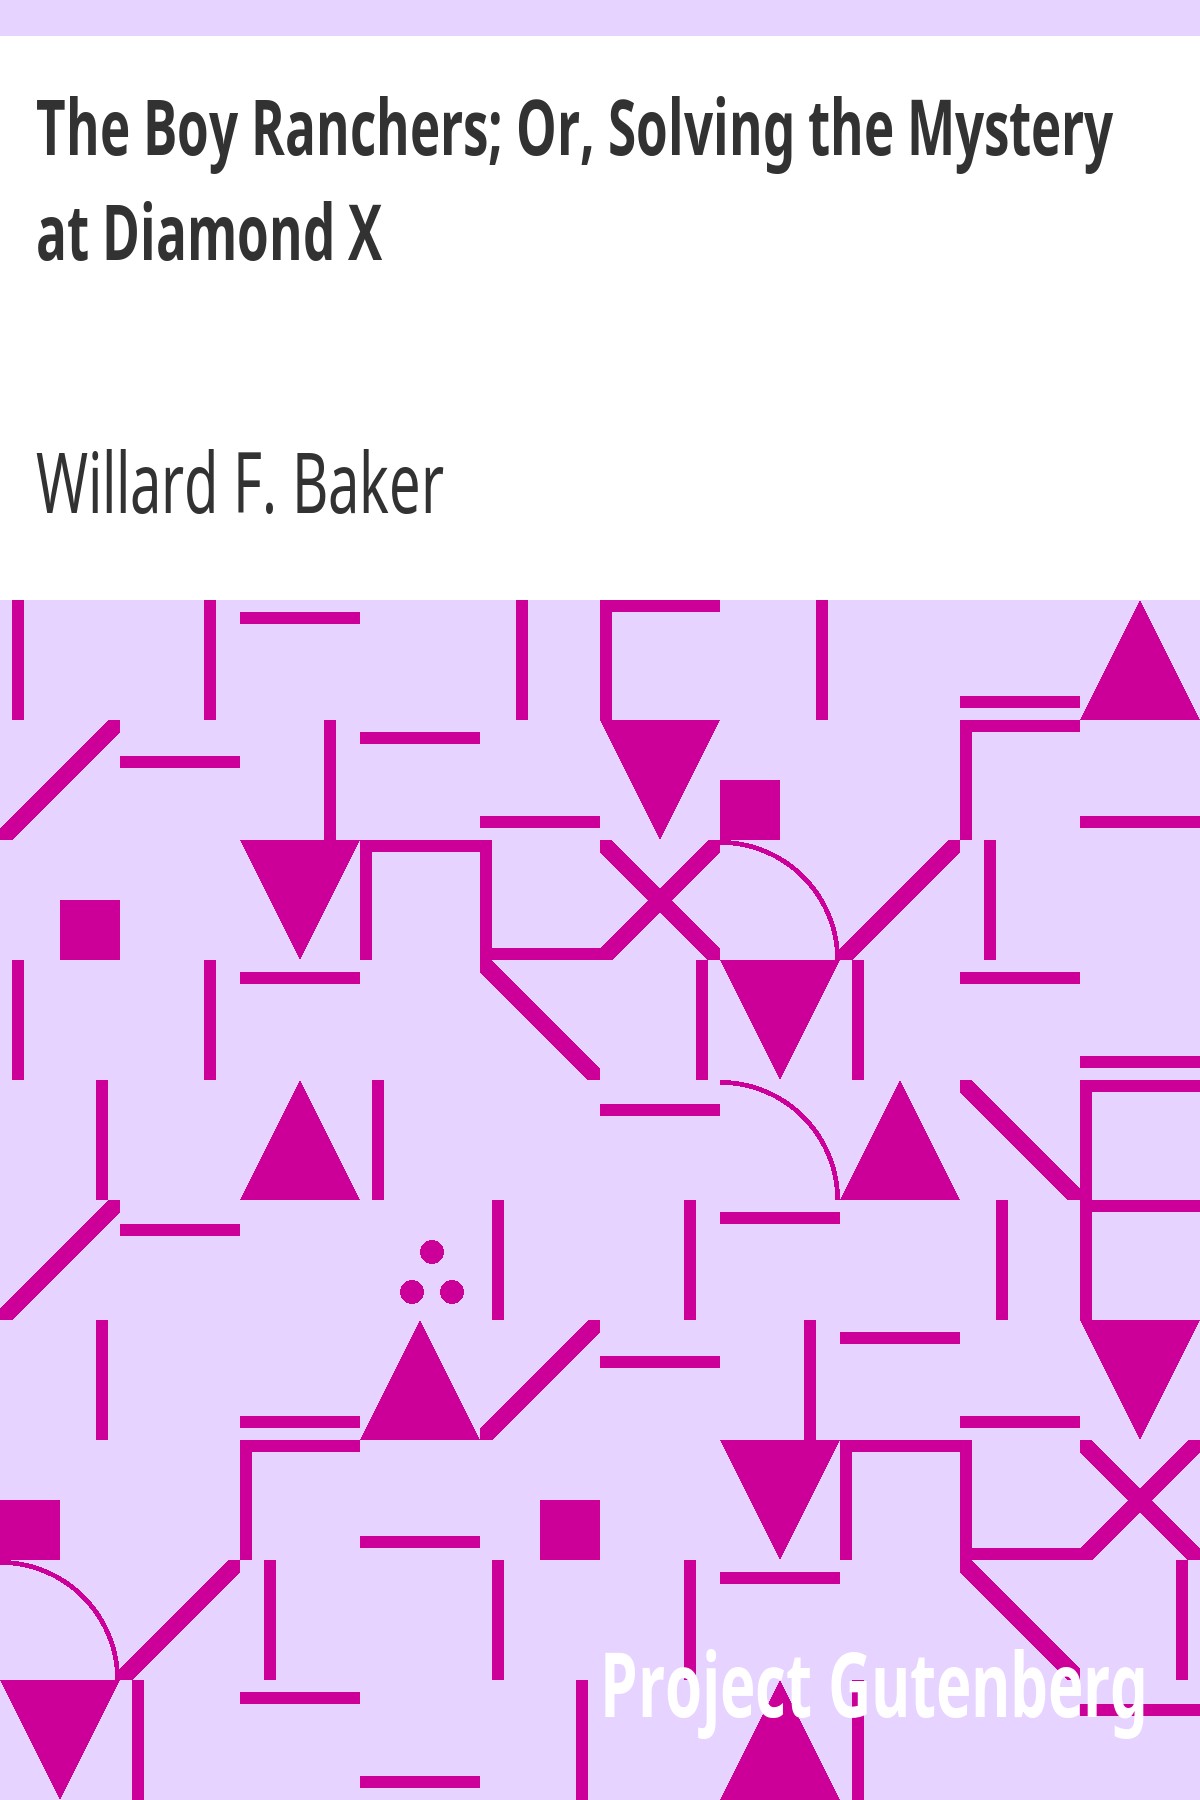 The Boy Ranchers; Or, Solving the Mystery
at Diamond X
Willard F. Baker
Project Gutenberg